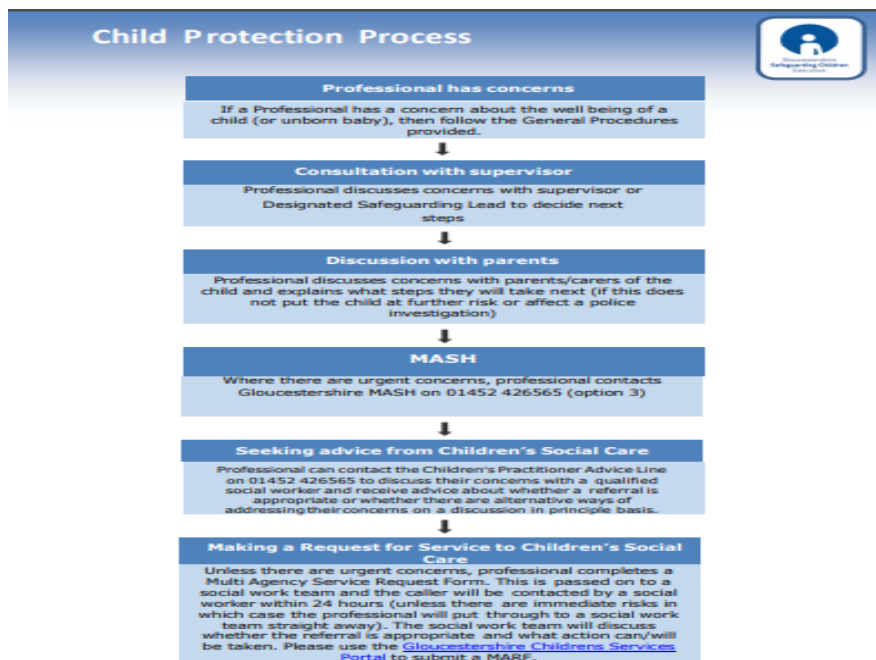 Child Protection Process
Gloucestershire
Safeguarding Children
Executive
Professional has concerns
If a Professional has a concern about the well being of a
child (or unborn baby), then follow the General Procedures
provided.
Consultation with supervisor
Professional discusses concerns with supervisor or
Designated Safeguarding Lead to decide next
steps
Discussion with parents
Professional discusses concerns with parents/carers of the
child and explains what steps they will take next (if this does
not put the child at further risk or affect a police
investigation)
MASH
Where there are urgent concerns, professional contacts
Gloucestershire MASH on 01452 426565 (option 3)
Seeking advice from Children's Social Care
Professional can contact the Children's Practitioner Advice Line
on 01452 426565 to discuss their concerns with a qualified
social worker and receive advice about whether a referral is
appropriate or whether there are alternative ways of
addressing their concerns on a discussion in principle basis.
Making a Request for Service to Children's Social
Care
Unless there are urgent concerns, professional completes a
Multi Agency Service Request Form. This is passed on to a
social work team and the caller will be contacted by a social
worker within 24 hours (unless there are immediate risks in
which case the professional will put through to a social work
team straight away). The social work team will discuss
whether the referral is appropriate and what action can/will
be taken. Please use the Gloucestershire Childrens Services
Portal to submit a MARF.